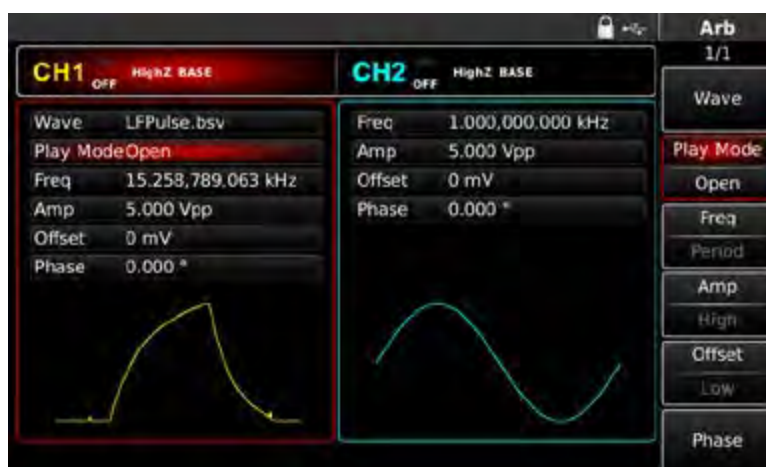 Arb
1/1
CH1 OFF HighZ BASE
CH2 OFF HighZ BASE
Wave
Wave LFPulse.bsv
Play Mode Open
Freq 15.258,789,063 kHz
Amp 5.000 Vpp
Offset 0 mV
Phase 0.000 °
Freq 1.000,000,000 kHz
Amp 5.000 Vpp
Offset 0 mV
Phase 0.000 °
Play Mode
Open
Freq
Period
Amp
High
Offset
Low
Phase